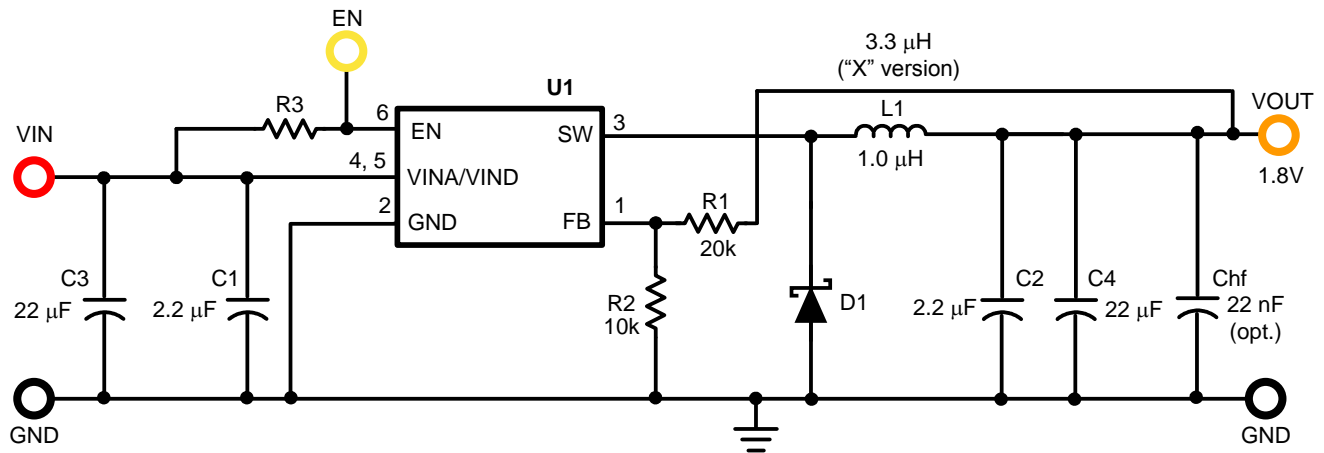 EN
3.3 μH
("X" version)
U1
R3
L1
VOUT
VIN
6
EN
SW
3
1.0 μH
4, 5
VINA/VIND
1.8V
2
GND
FB
1
R1
20k
C3
22 μF
C1
2.2 μF
R2
10k
D1
C2
2.2 μF
C4
22 μF
Chf
22 nF
(opt.)
GND
GND